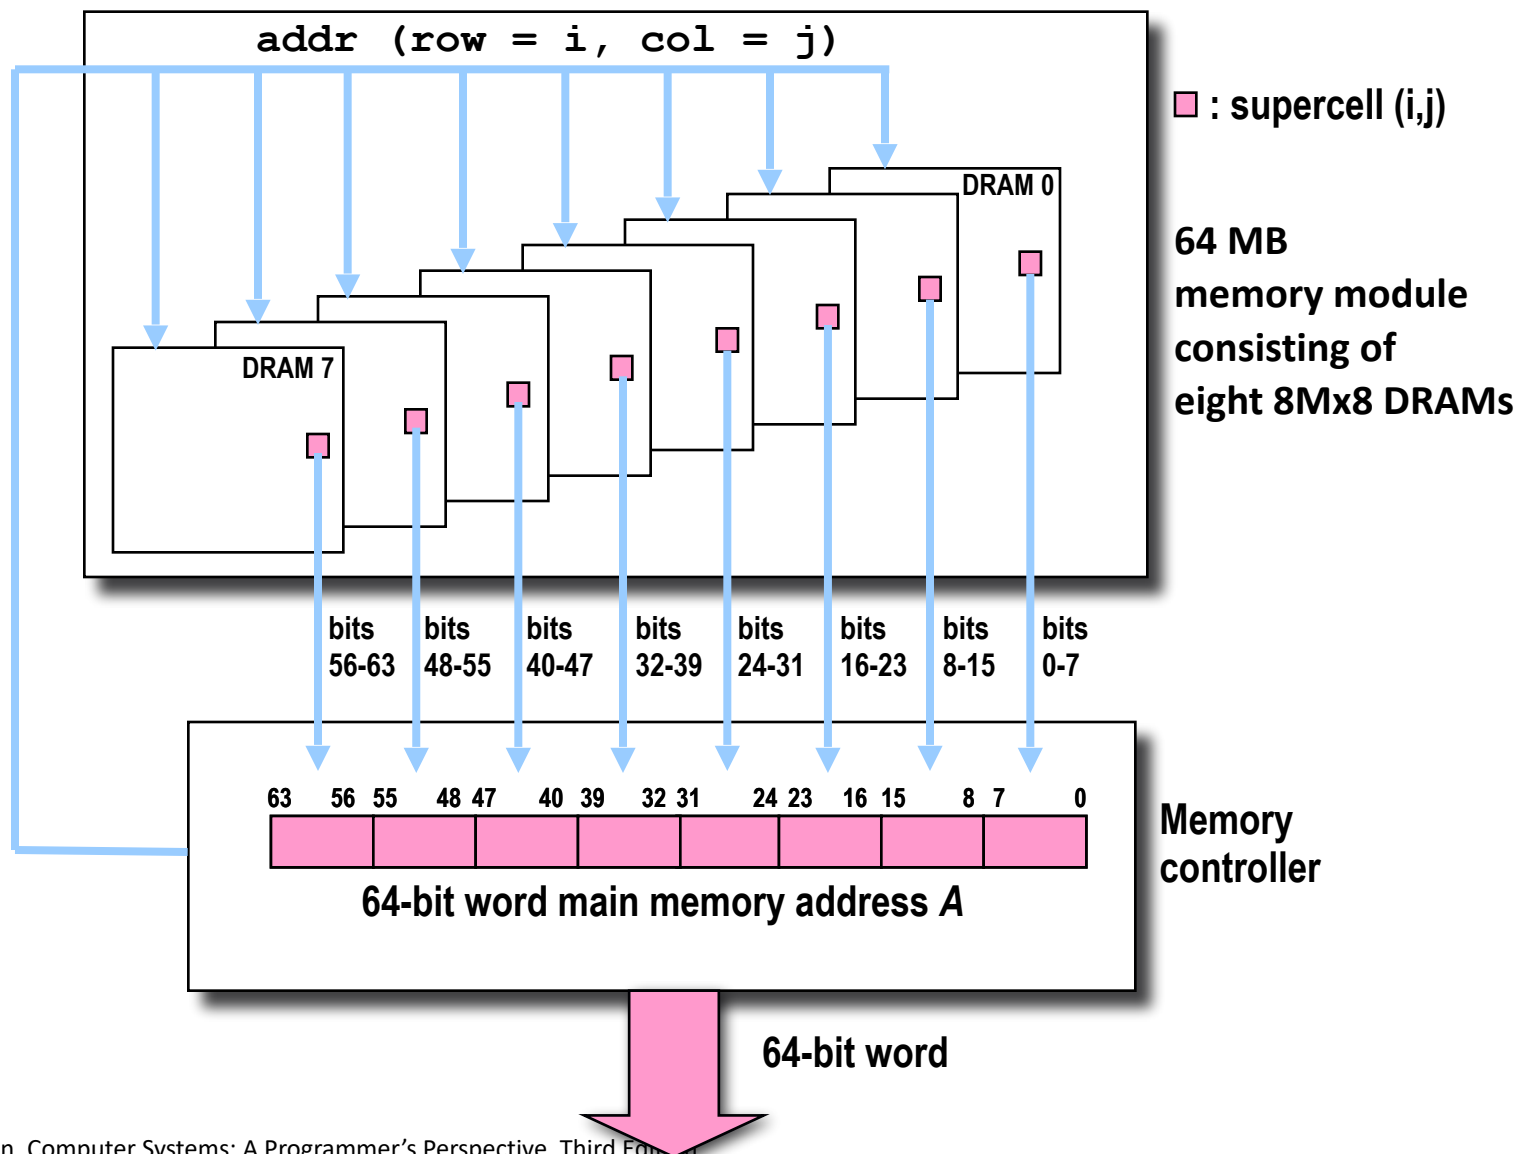 addr (row = i, col = j)
: supercell (i,j)
DRAM 0
64 MB
memory module
consisting of
eight 8Mx8 DRAMs
DRAM 7
bits 56-63
bits 48-55
bits 40-47
bits 32-39
bits 24-31
bits 16-23
bits 8-15
bits 0-7
63 56 55 48 47 40 39 32 31 24 23 16 15 8 7 0
Memory
controller
64-bit word main memory address A
64-bit word
Computer Systems: A Programmer's Perspective, Third